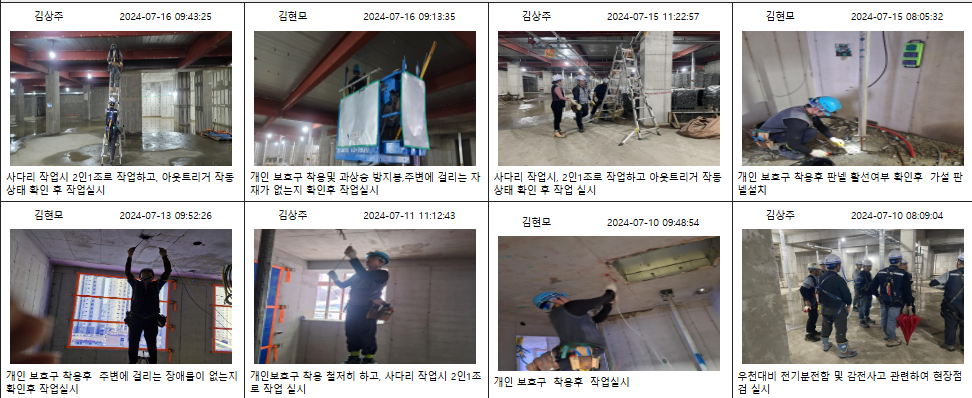 김상주 2024-07-16 09:43:25
김현모 2024-07-16 09:13:35
김상주 2024-07-15 11:22:57
김현모 2024-07-15 08:05:32
사다리 작업시 2인1조로 작업하고, 아웃트리거 작동
상태 확인 후 작업실시
개인 보호구 착용및 과상승 방지봉,주변에 걸리는 자
재가 없는지 확인후 작업실시
사다리 작업시, 2인1조로 작업하고 아웃트리거 작동
상태 확인 후 작업 실시
개인 보호구 착용후 판넬 활선여부 확인후 가설 판
넬설치
김현모 2024-07-13 09:52:26
김상주 2024-07-11 11:12:43
김현모 2024-07-10 09:48:54
김상주 2024-07-10 08:09:04
개인 보호구 착용후 주변에 걸리는 장애물이 없는지
확인후 작업실시
개인보호구 착용 철저히 하고, 사다리 작업시 2인1조
로 작업 실시
개인 보호구 착용후 작업실시
우천대비 전기분전함 및 감전사고 관련하여 현장점
검 실시